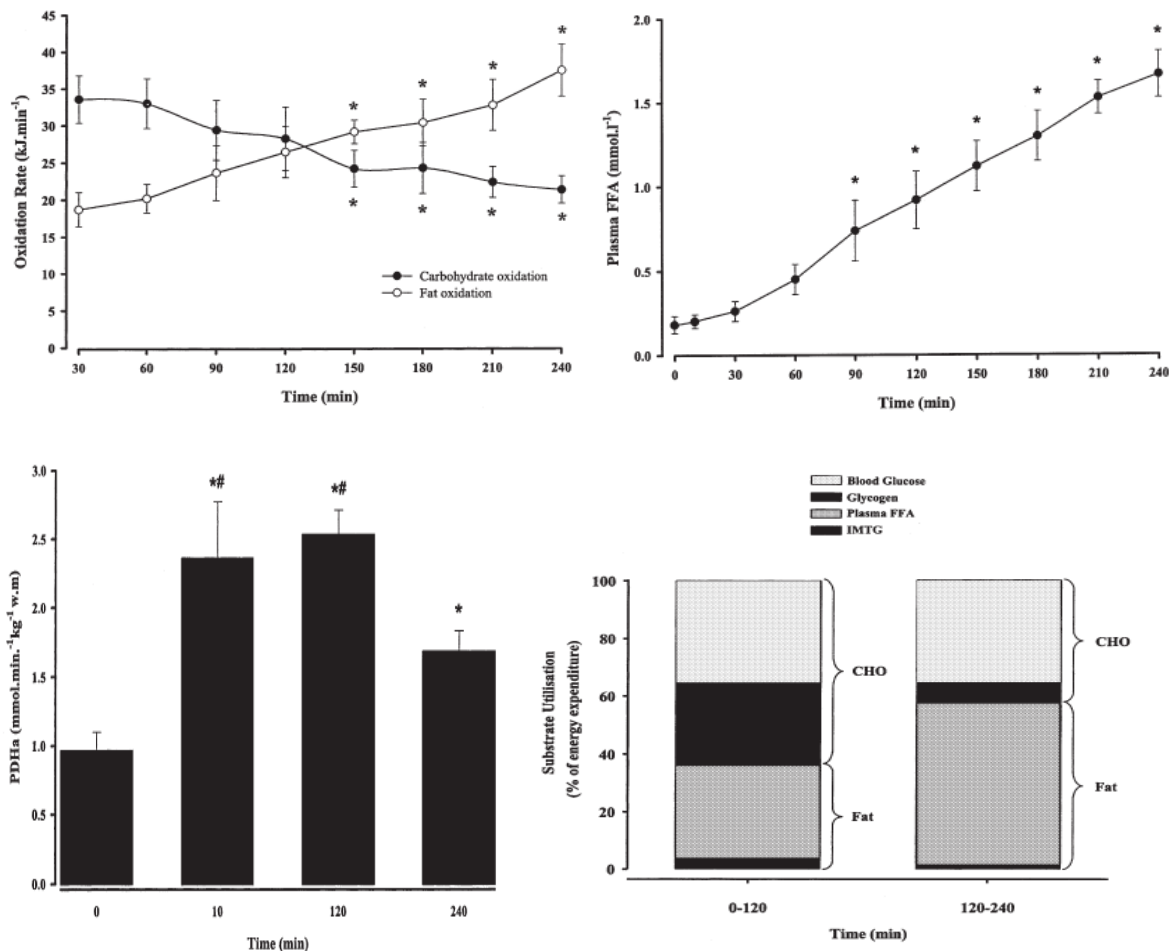 45
40
35
30
25
20
15
10
5
0
Oxidation Rate (kJ.min⁻¹)
* * * *
* * * *
Carbohydrate oxidation
Fat oxidation
30 60 90 120 150 180 210 240
Time (min)
2.0
1.5
1.0
0.5
0.0
Plasma FFA (mmol.l⁻¹)
* * * * * *
0 30 60 90 120 150 180 210 240
Time (min)
3.0
2.5
2.0
1.5
1.0
0.5
0.0
PDHa (mmol.min.⁻¹kg⁻¹ w.m)
*# *# *
0 10 120 240
Time (min)
Blood Glucose
Glycogen
Plasma FFA
IMTG
100
80
60
40
20
0
Substrate Utilisation
(% of energy expenditure)
CHO
Fat
CHO
Fat
0-120 120-240
Time (min)